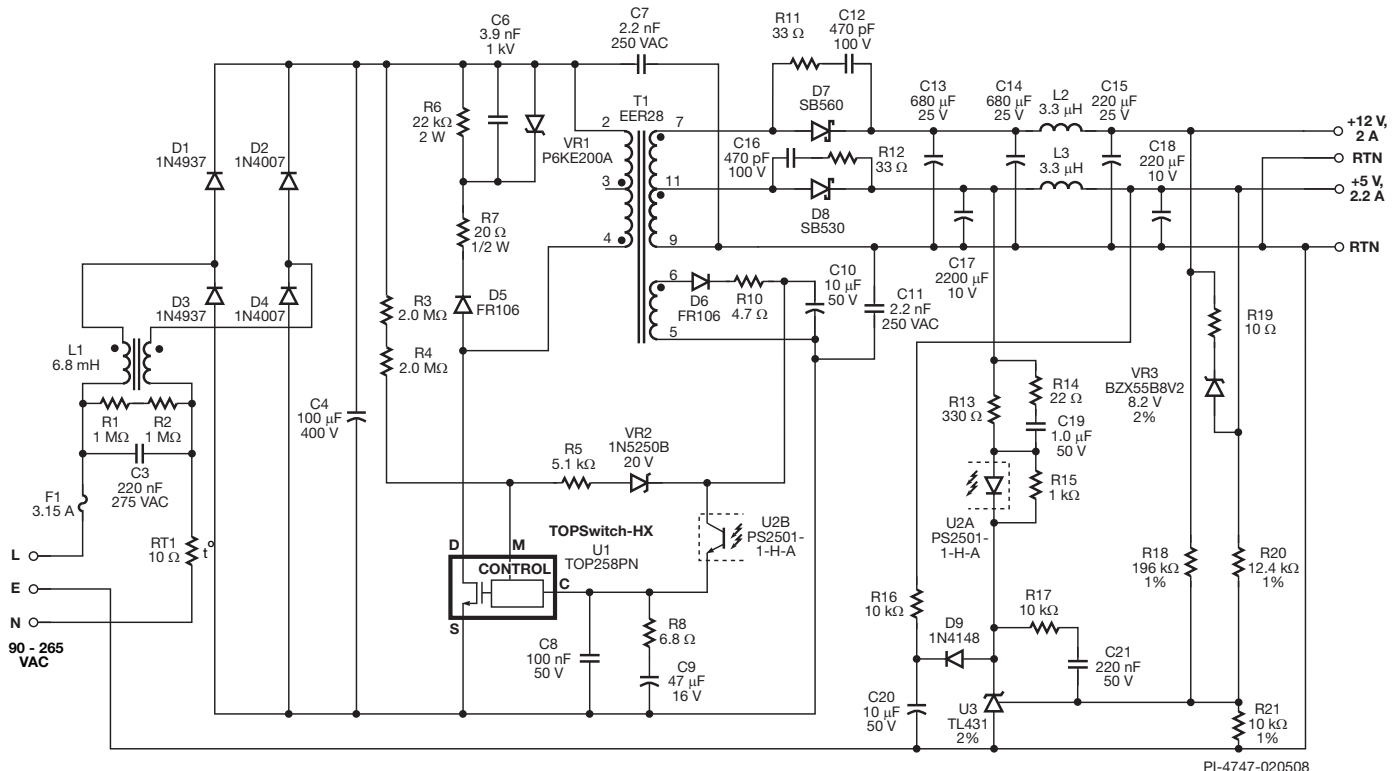 C6
3.9 nF
1 kV
C7
2.2 nF
250 VAC
R11
33 Ω
C12
470 pF
100 V
D7
SB560
C13
680 μF
25 V
C14
680 μF
25 V
L2
3.3 μH
C15
220 μF
25 V
+12 V,
2 A
RTN
+5 V,
2.2 A
RTN
R6
22 kΩ
2 W
VR1
P6KE200A
T1
EER28
2
3
4
7
11
9
6
5
C16
470 pF
100 V
R12
33 Ω
D8
SB530
L3
3.3 μH
C18
220 μF
10 V
D1
1N4937
D2
1N4007
R7
20 Ω
1/2 W
C17
2200 μF
10 V
D3
1N4937
D4
1N4007
R3
2.0 MΩ
D5
FR106
D6
FR106
R10
4.7 Ω
C10
10 μF
50 V
C11
2.2 nF
250 VAC
R19
10 Ω
L1
6.8 mH
R4
2.0 MΩ
VR3
BZX55B8V2
8.2 V
2%
R1
1 MΩ
R2
1 MΩ
C4
100 μF
400 V
R13
330 Ω
R14
22 Ω
C19
1.0 μF
50 V
C3
220 nF
275 VAC
R5
5.1 kΩ
VR2
1N5250B
20 V
R15
1 kΩ
F1
3.15 A
U2A
PS2501-
1-H-A
U2B
PS2501-
1-H-A
RT1
10 Ω
t°
TOPSwitch-HX
U1
TOP258PN
D
M
CONTROL
C
S
L
E
N
90 - 265
VAC
R18
196 kΩ
1%
R20
12.4 kΩ
1%
R16
10 kΩ
R17
10 kΩ
D9
1N4148
C8
100 nF
50 V
R8
6.8 Ω
C9
47 μF
16 V
C21
220 nF
50 V
C20
10 μF
50 V
U3
TL431
2%
R21
10 kΩ
1%
PI-4747-020508